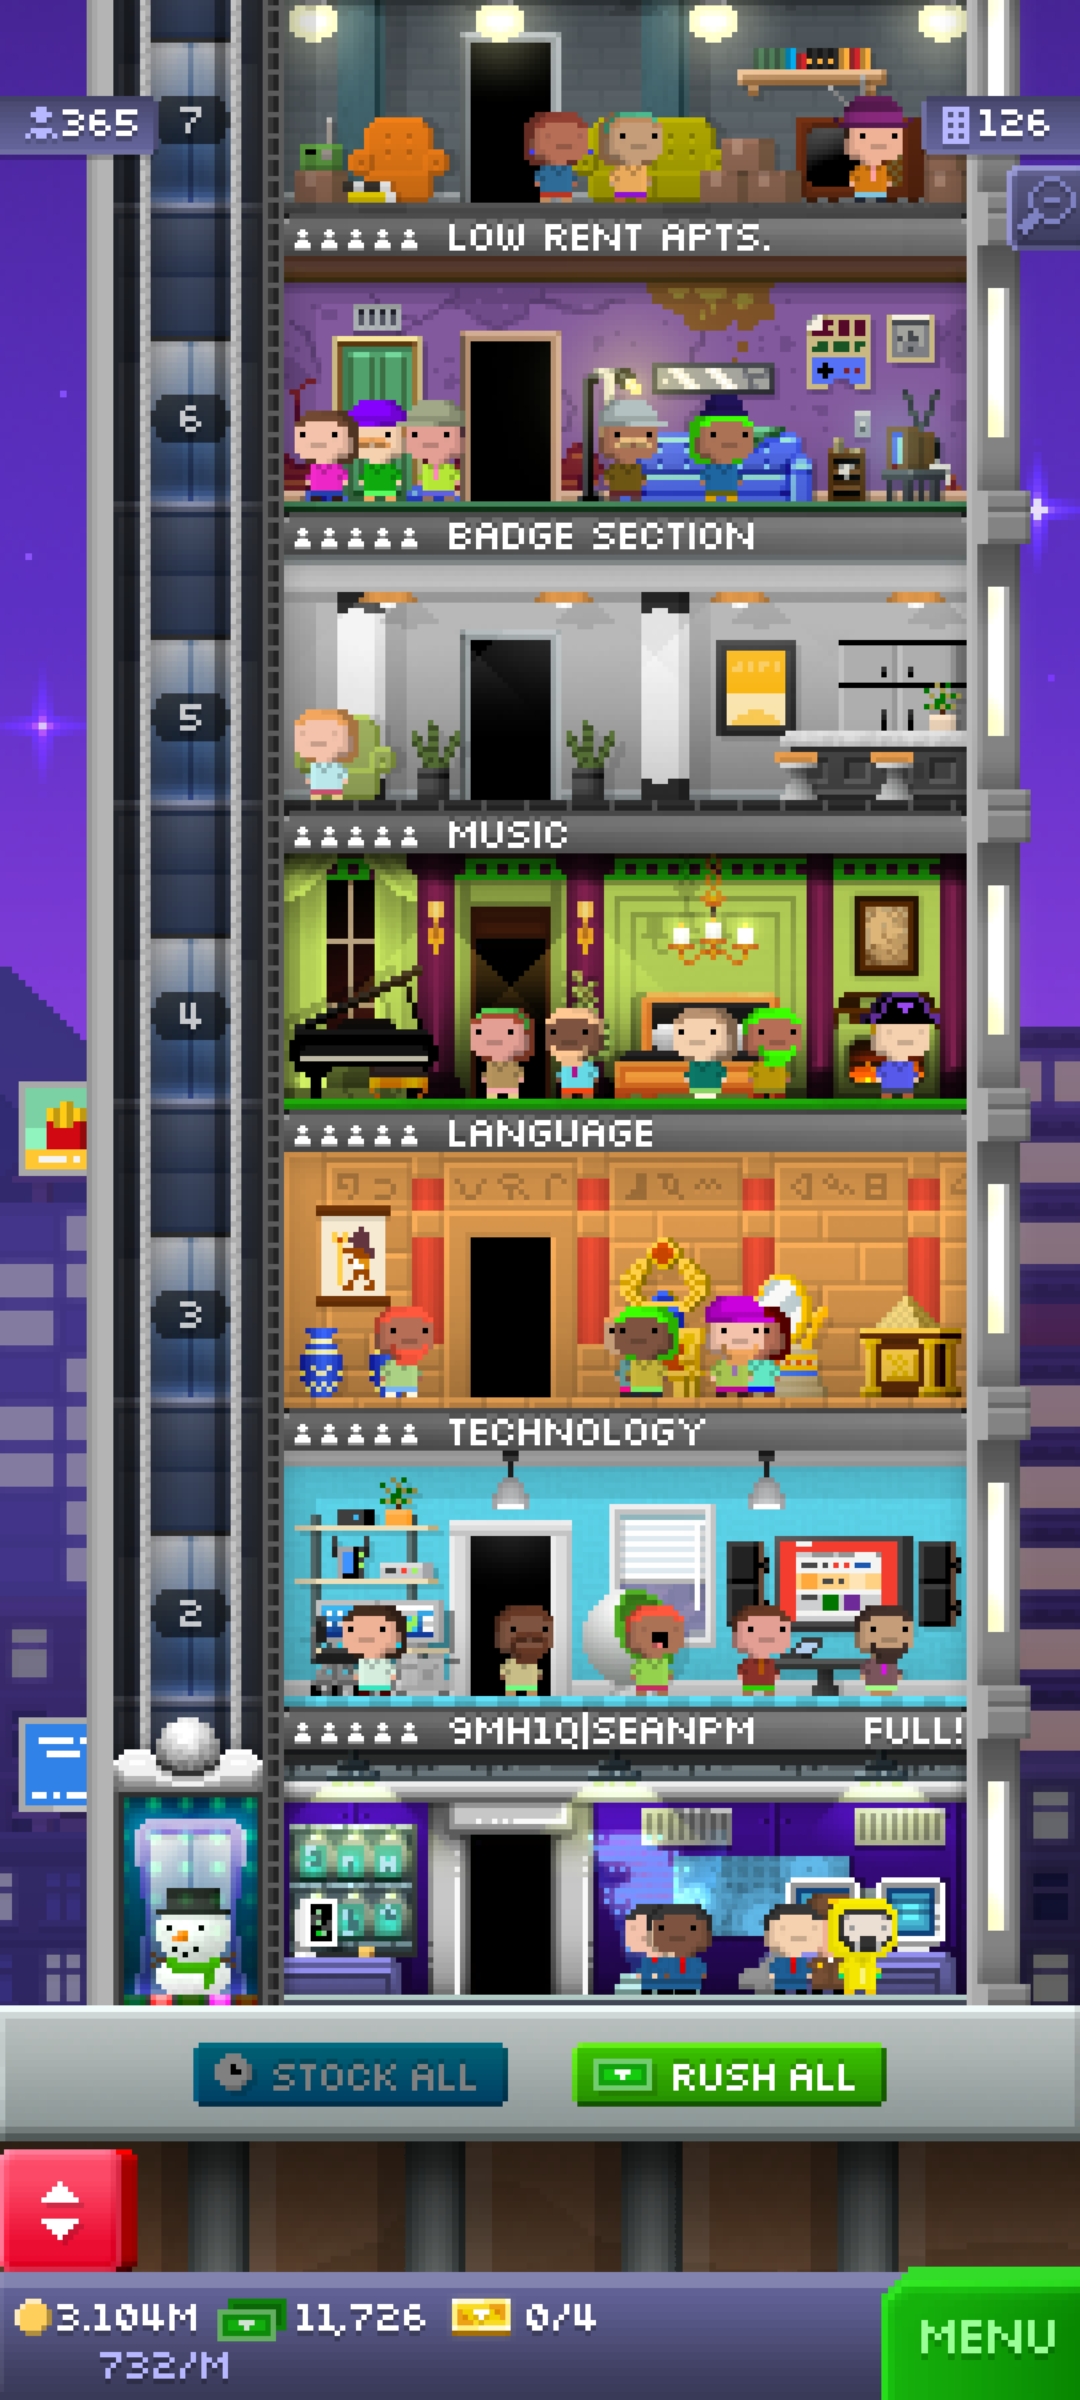 7
365
126
LOW RENT APTS.
6
BADGE SECTION
5
MUSIC
4
LANGUAGE
3
TECHNOLOGY
2
9MH1Q|SEANPM FULL!
STOCK ALL
RUSH ALL
3.104M
11,726
0/4
732/M
MENU